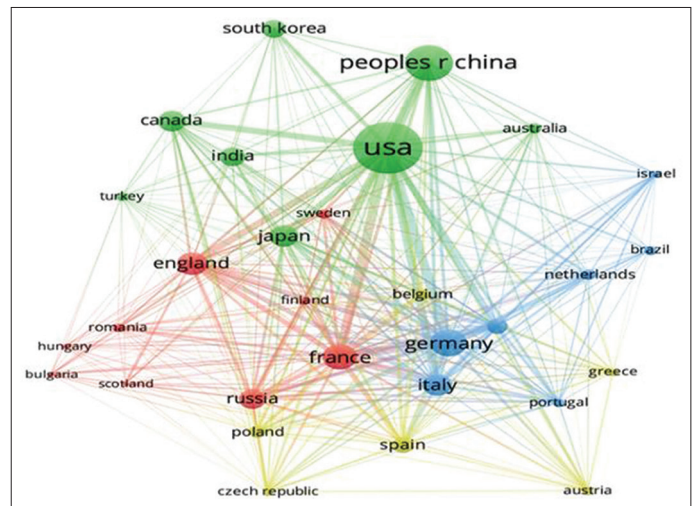 south korea
peoples r china
canada
usa
australia
india
israel
turkey
sweden
japan
brazil
england
netherlands
belgium
finland
romania
germany
hungary
france
greece
bulgaria
scotland
italy
russia
portugal
poland
spain
czech republic
austria